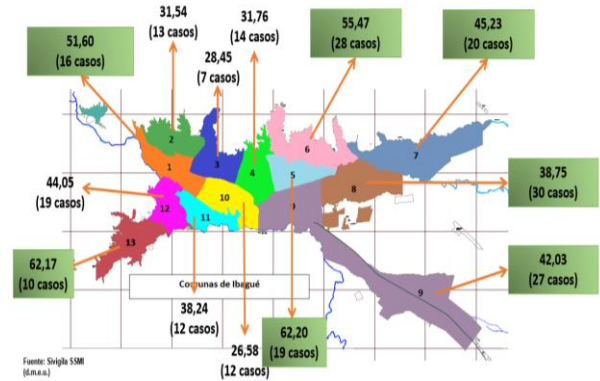 31,54
(13 casos)
31,76
(14 casos)
55,47
(28 casos)
45,23
(20 casos)
51,60
(16 casos)
28,45
(7 casos)
2
3
6
7
1
4
5
44,05
(19 casos)
38,75
(30 casos)
8
10
12
11
9
13
62,17
(10 casos)
Comunas de Ibagué
42,03
(27 casos)
9
38,24
(12 casos)
62,20
(19 casos)
26,58
(12 casos)
Fuente: Sivigila SSMI
(d.m.e.u.)